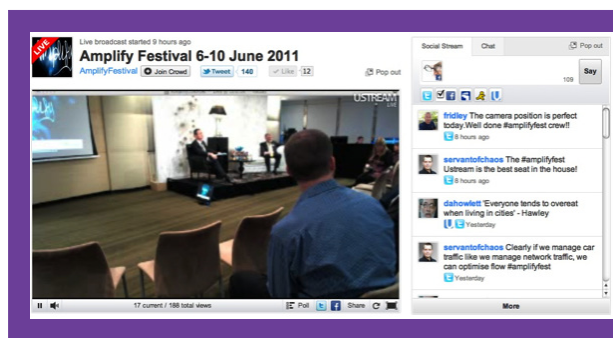 LIVE
Live broadcast started 9 hours ago
Amplify Festival 6-10 June 2011
AmplifyFestival Join Crowd Tweet 140 Like 12 Pop out
USTREAM
LIVE
17 current / 188 total views Poll Share
Social Stream Chat Pop out
109 Say
fridley The camera position is perfect
today.Well done #amplifyfest crew!!
8 hours ago
servantofchaos The #amplifyfest
Ustream is the best seat in the house!
8 hours ago
dahowlett 'Everyone tends to overeat
when living in cities' - Hawley
Yesterday
servantofchaos Clearly if we manage car
traffic like we manage network traffic, we
can optimise flow #amplifyfest
Yesterday
More